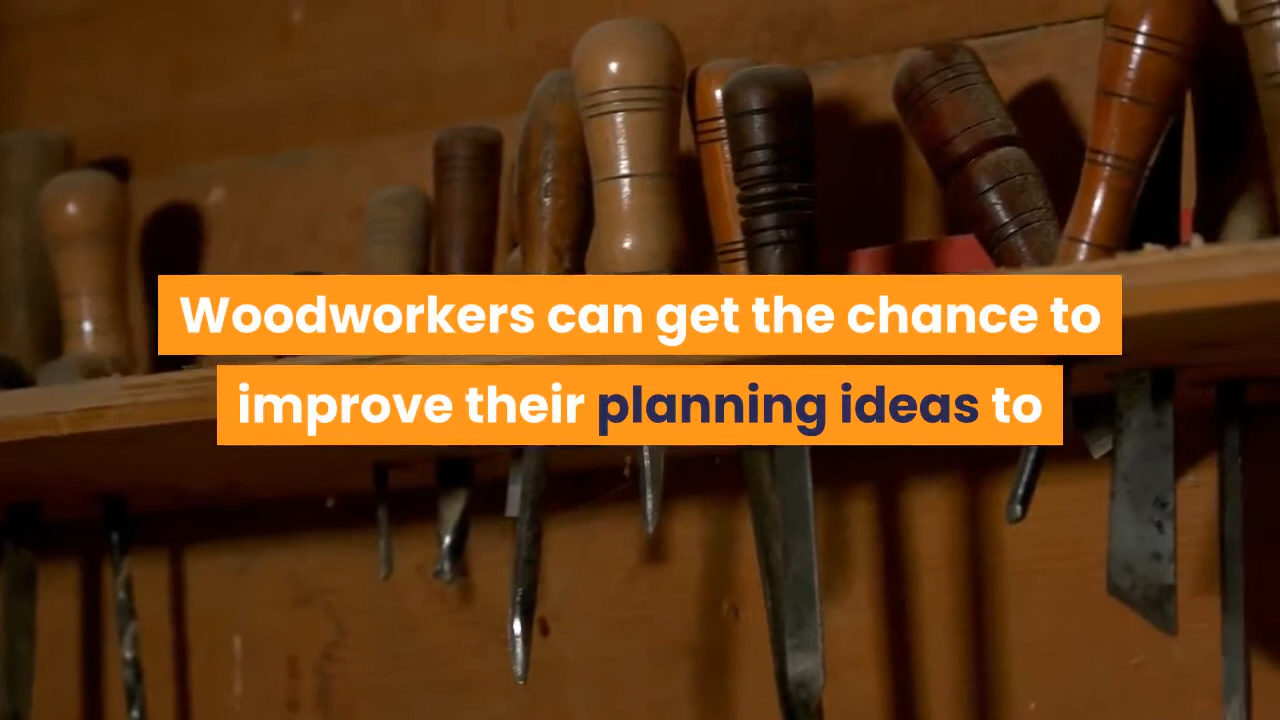 Woodworkers can get the chance to
improve their planning ideas to